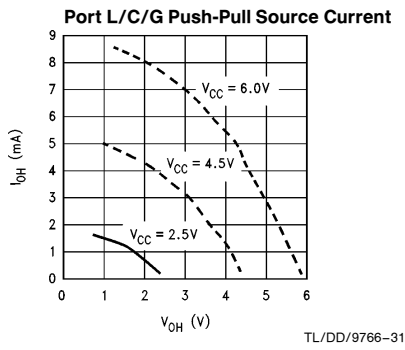 Port L/C/G Push-Pull Source Current
9
8
7
6
5
4
3
2
1
0
I_OH (mA)
V_CC = 6.0V
V_CC = 4.5V
V_CC = 2.5V
0 1 2 3 4 5 6
V_OH (V)
TL/DD/9766-31